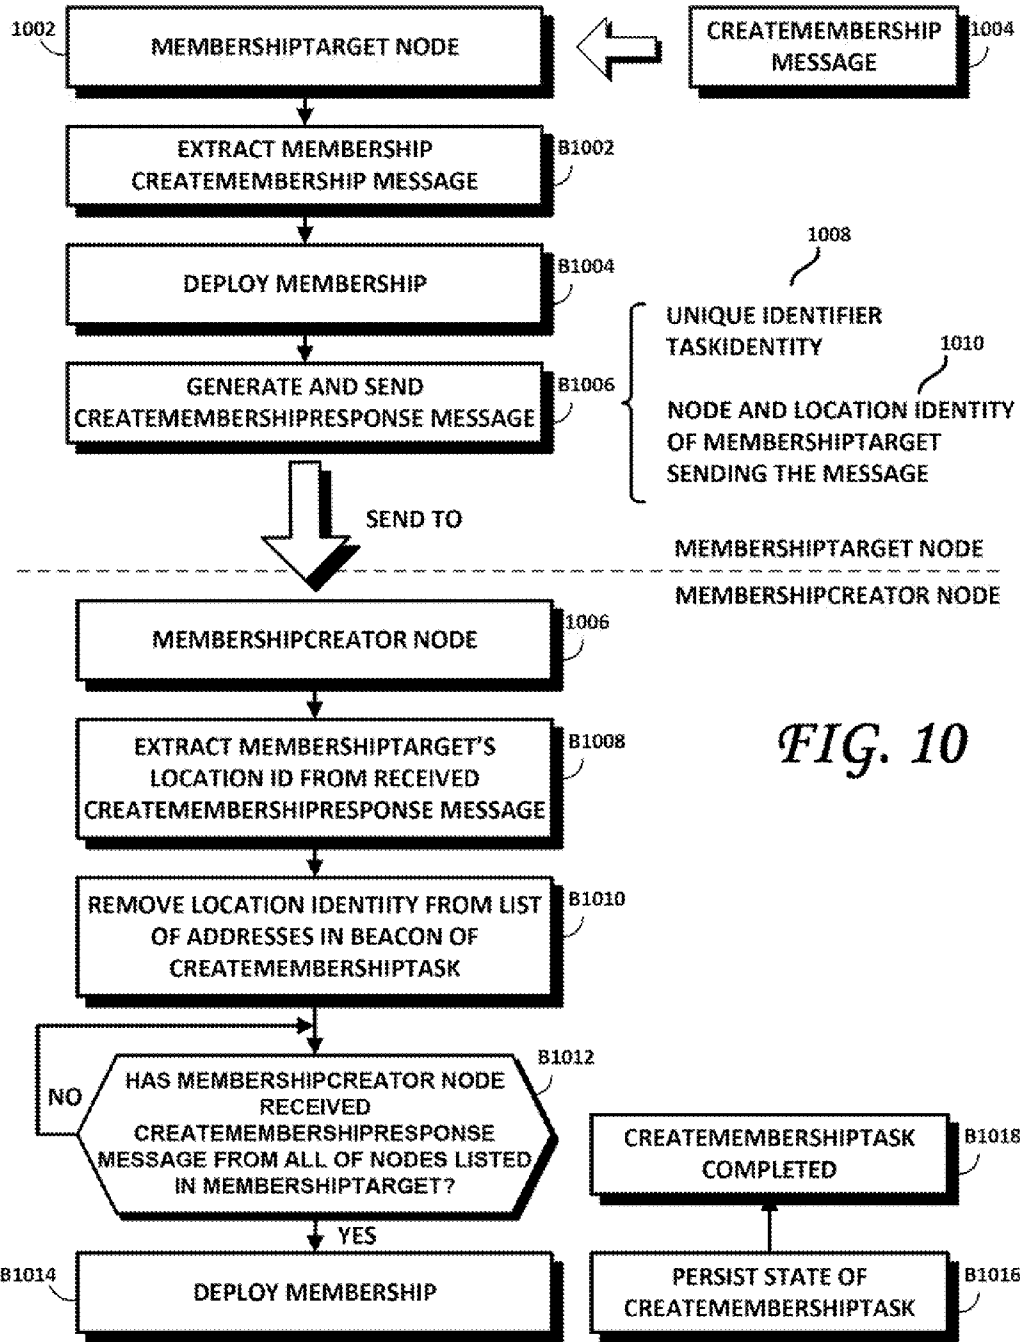 1002
MEMBERSHIPTARGET NODE
CREATEMEMBERSHIP
MESSAGE
1004
EXTRACT MEMBERSHIP
CREATEMEMBERSHIP MESSAGE
B1002
DEPLOY MEMBERSHIP
B1004
GENERATE AND SEND
CREATEMEMBERSHIPRESPONSE MESSAGE
B1006
1008
UNIQUE IDENTIFIER
TASKIDENTITY
1010
NODE AND LOCATION IDENTITY
OF MEMBERSHIPTARGET
SENDING THE MESSAGE
SEND TO
MEMBERSHIPTARGET NODE
MEMBERSHIPCREATOR NODE
MEMBERSHIPCREATOR NODE
1006
EXTRACT MEMBERSHIPTARGET'S
LOCATION ID FROM RECEIVED
CREATEMEMBERSHIPRESPONSE MESSAGE
B1008
FIG. 10
REMOVE LOCATION IDENTIITY FROM LIST
OF ADDRESSES IN BEACON OF
CREATEMEMBERSHIPTASK
B1010
NO
HAS MEMBERSHIPCREATOR NODE
RECEIVED
CREATEMEMBERSHIPRESPONSE
MESSAGE FROM ALL OF NODES LISTED
IN MEMBERSHIPTARGET?
B1012
YES
B1014
DEPLOY MEMBERSHIP
CREATEMEMBERSHIPTASK
COMPLETED
B1018
PERSIST STATE OF
CREATEMEMBERSHIPTASK
B1016